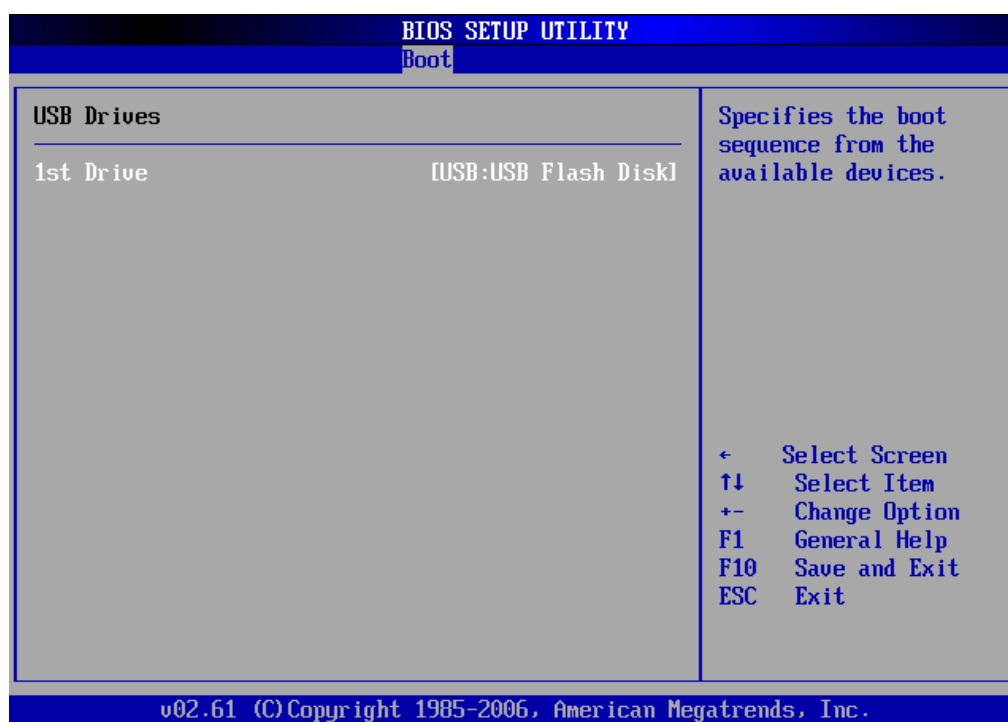 BIOS SETUP UTILITY
Boot
USB Drives
1st Drive [USB:USB Flash Disk]
Specifies the boot
sequence from the
available devices.
← Select Screen
↑↓ Select Item
+- Change Option
F1 General Help
F10 Save and Exit
ESC Exit
v02.61 (C)Copyright 1985-2006, American Megatrends, Inc.